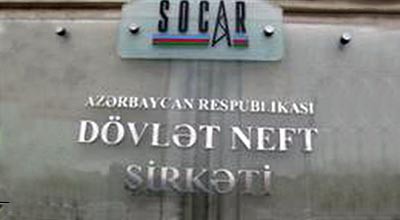 SOCAR
AZƏRBAYCAN RESPUBLİKASI
DÖVLƏT NEFT
ŞİRKƏTİ